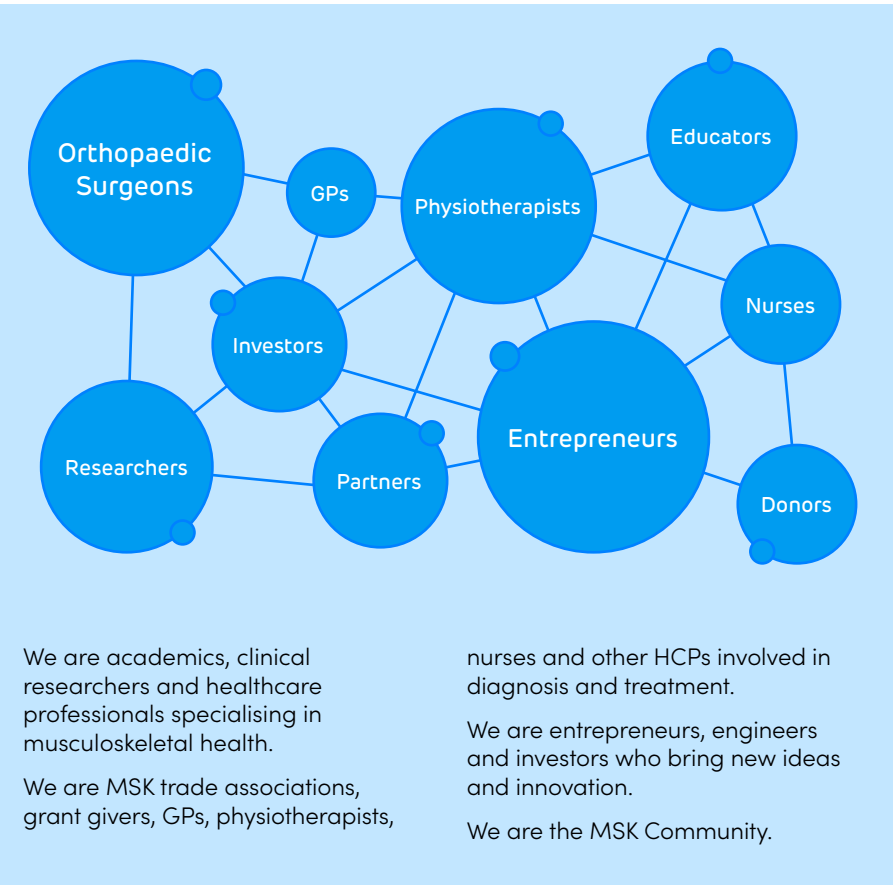 Orthopaedic
Surgeons
GPs
Physiotherapists
Educators
Nurses
Investors
Researchers
Partners
Entrepreneurs
Donors
We are academics, clinical
researchers and healthcare
professionals specialising in
musculoskeletal health.
We are MSK trade associations,
grant givers, GPs, physiotherapists,
nurses and other HCPs involved in
diagnosis and treatment.
We are entrepreneurs, engineers
and investors who bring new ideas
and innovation.
We are the MSK Community.